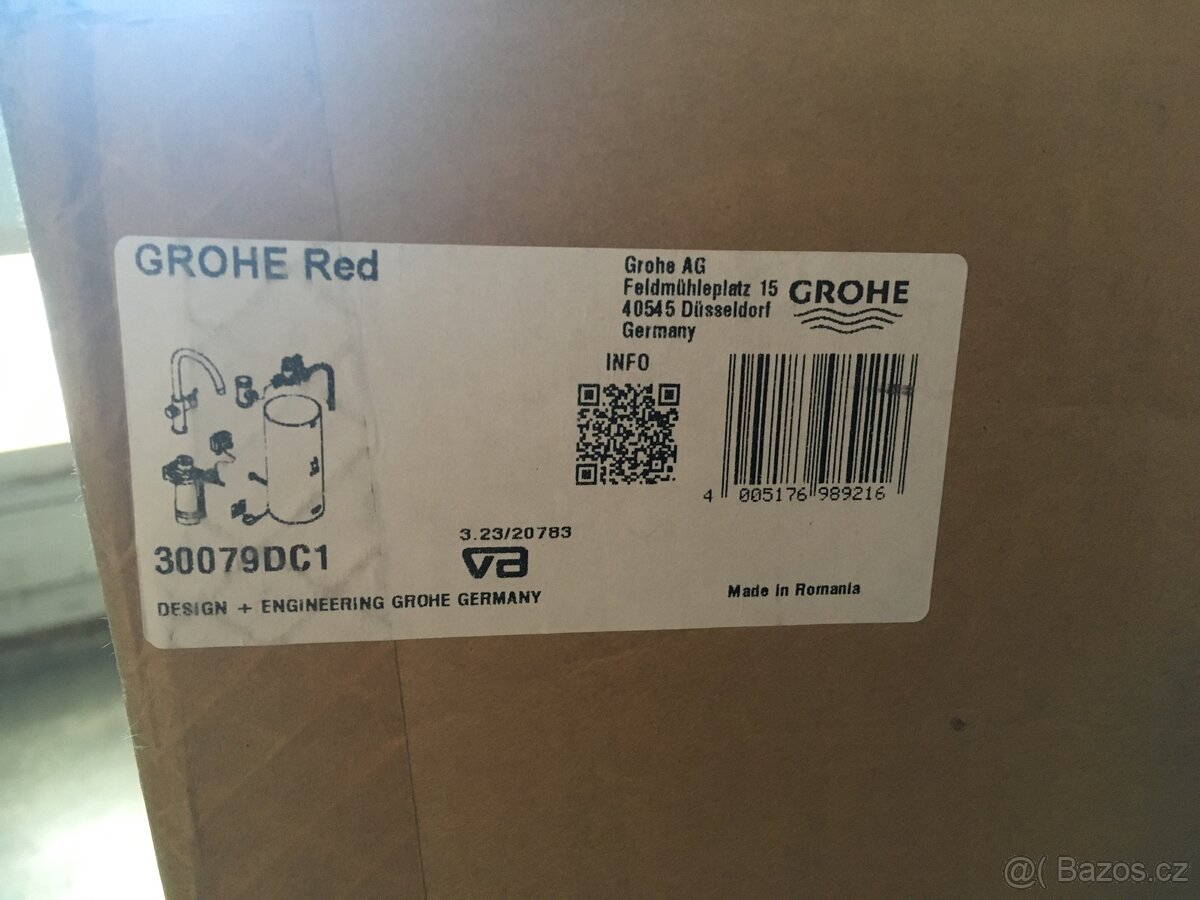 GROHE Red
Grohe AG
Feldmühleplatz 15
40545 Düsseldorf
Germany
GROHE
INFO
4 005176 989216
3.23/20783
30079DC1
va
DESIGN + ENGINEERING GROHE GERMANY
Made in Romania
@( Bazos.cz